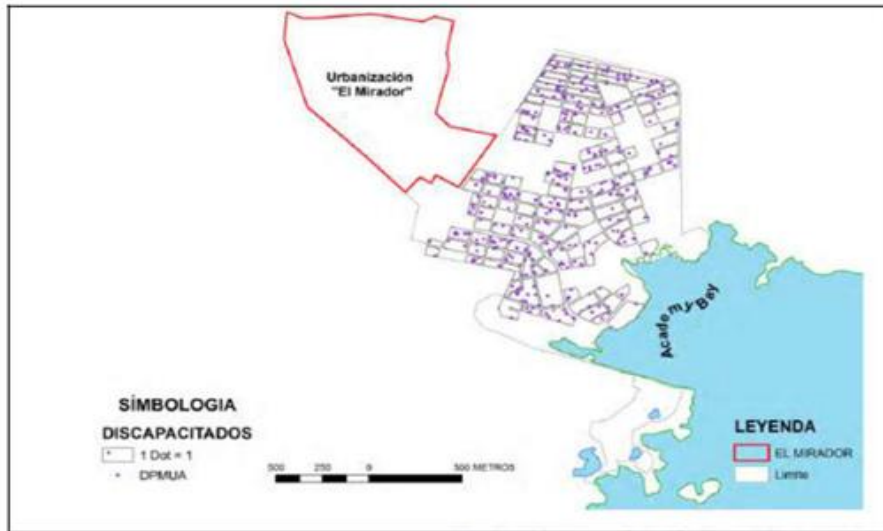 Urbanización
"El Mirador"
Academy Bay
SÍMBOLOGIA
DISCAPACITADOS
1 Dot = 1
DPMUA
500 250 0 500 METROS
LEYENDA
EL MIRADOR
Limite